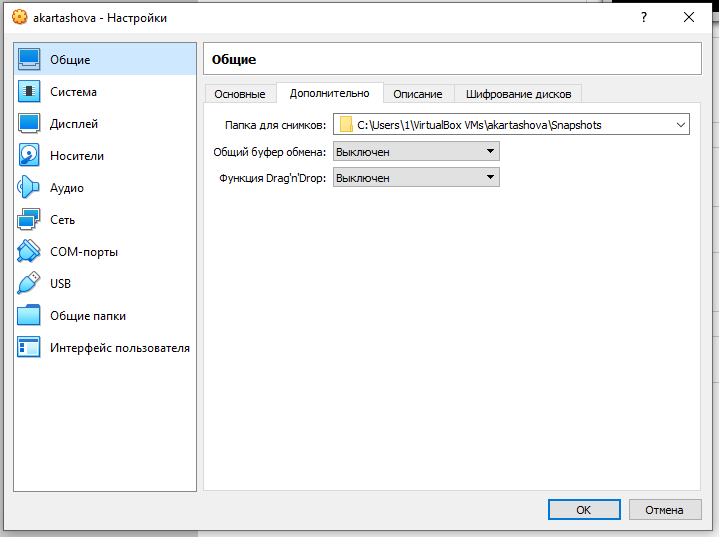 akartashova - Настройки
?
Общие
Система
Дисплей
Носители
Аудио
Сеть
COM-порты
USB
Общие папки
Интерфейс пользователя
Общие
Основные
Дополнительно
Описание
Шифрование дисков
Папка для снимков: C:\Users\1\VirtualBox VMs\akartashova\Snapshots
Общий буфер обмена: Выключен
Функция Drag'n'Drop: Выключен
OK
Отмена